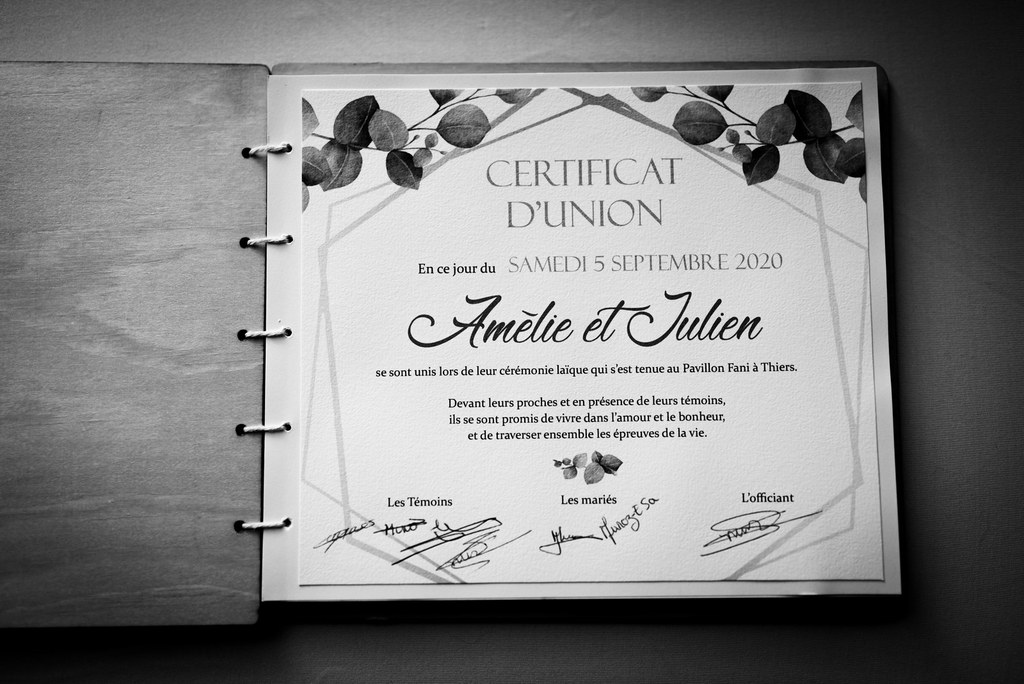 CERTIFICAT
D'UNION
En ce jour du SAMEDI 5 SEPTEMBRE 2020
Amèlie et Julien
se sont unis lors de leur cérémonie laïque qui s'est tenue au Pavillon Fani à Thiers.
Devant leurs proches et en présence de leurs témoins,
ils se sont promis de vivre dans l'amour et le bonheur,
et de traverser ensemble les épreuves de la vie.
Les Témoins
Les mariés
L'officiant